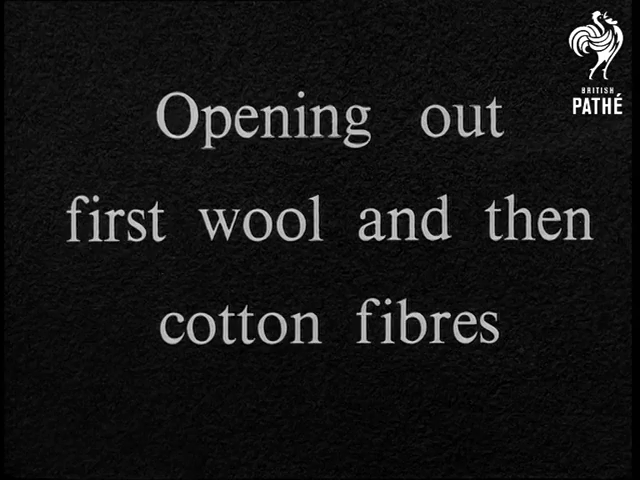 BRITISH
PATHÉ
Opening out
first wool and then
cotton fibres